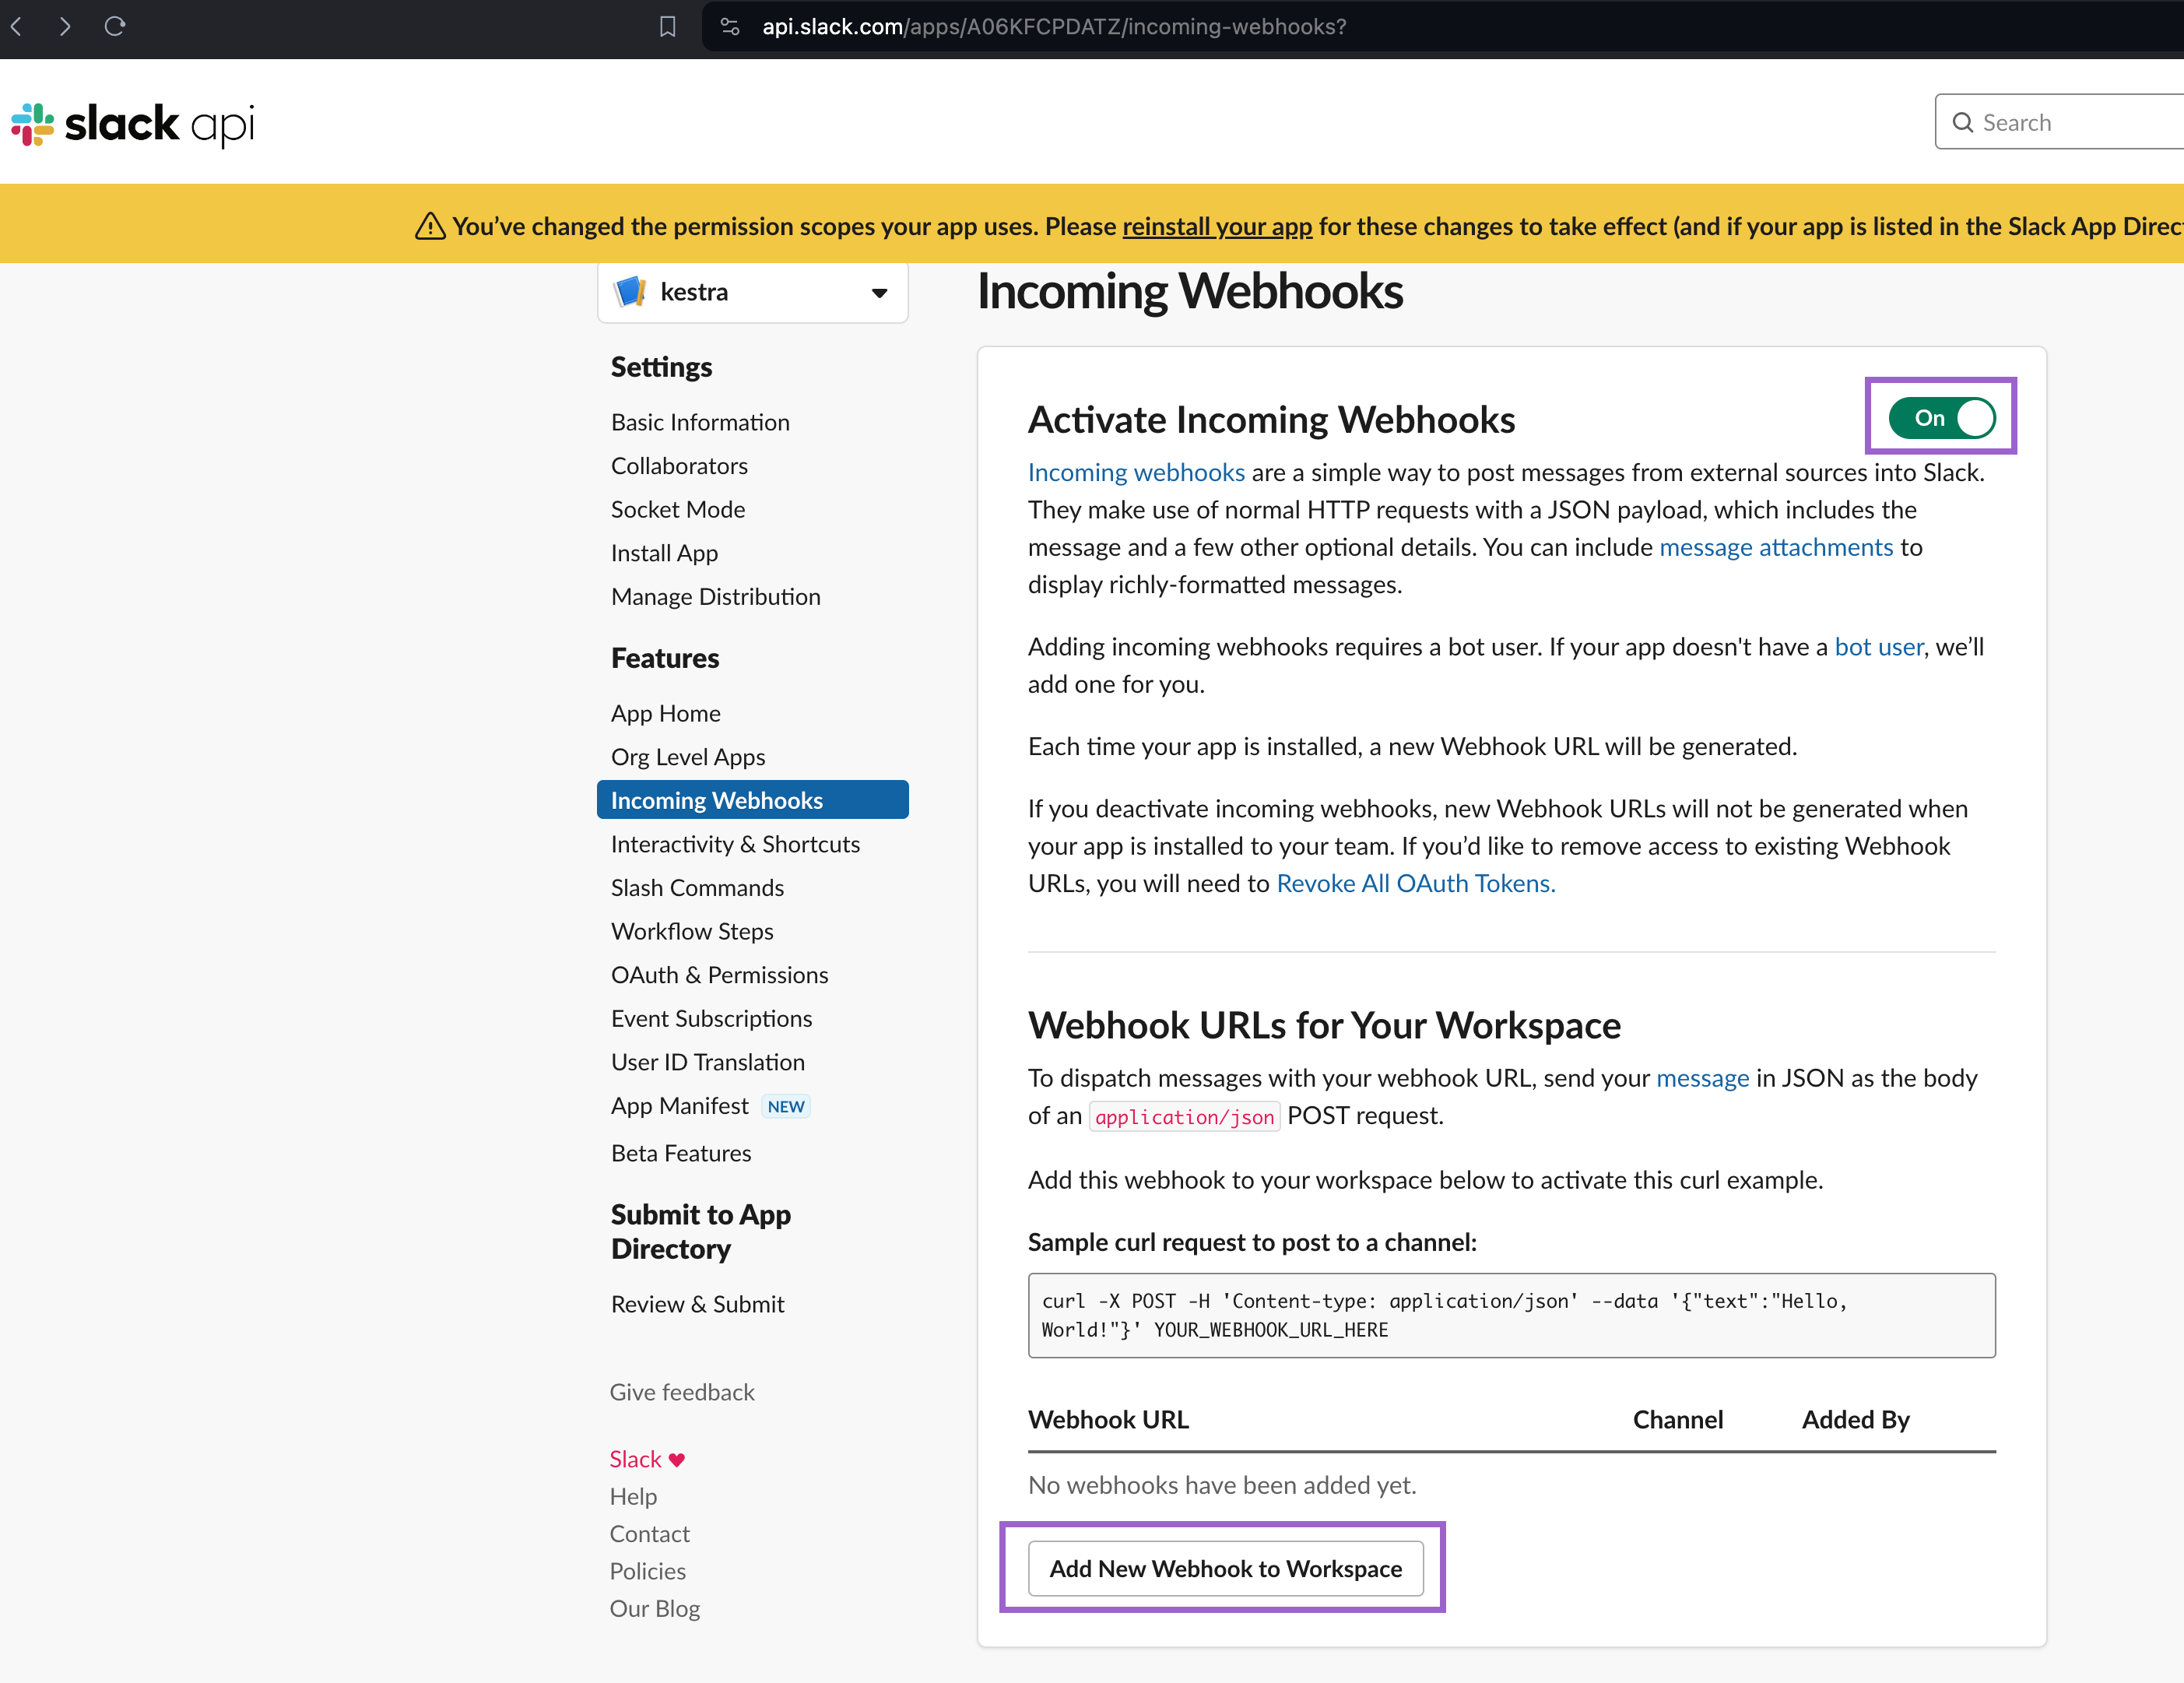 api.slack.com/apps/A06KFCPDATZ/incoming-webhooks?
slack api
Search
You’ve changed the permission scopes your app uses. Please reinstall your app for these changes to take effect (and if your app is listed in the Slack App Direc
kestra
Settings
Basic Information
Collaborators
Socket Mode
Install App
Manage Distribution
Features
App Home
Org Level Apps
Incoming Webhooks
Interactivity & Shortcuts
Slash Commands
Workflow Steps
OAuth & Permissions
Event Subscriptions
User ID Translation
App Manifest NEW
Beta Features
Submit to App
Directory
Review & Submit
Give feedback
Slack ♥
Help
Contact
Policies
Our Blog
Incoming Webhooks
Activate Incoming Webhooks
On
Incoming webhooks are a simple way to post messages from external sources into Slack.
They make use of normal HTTP requests with a JSON payload, which includes the
message and a few other optional details. You can include message attachments to
display richly-formatted messages.
Adding incoming webhooks requires a bot user. If your app doesn't have a bot user, we’ll
add one for you.
Each time your app is installed, a new Webhook URL will be generated.
If you deactivate incoming webhooks, new Webhook URLs will not be generated when
your app is installed to your team. If you’d like to remove access to existing Webhook
URLs, you will need to Revoke All OAuth Tokens.
Webhook URLs for Your Workspace
To dispatch messages with your webhook URL, send your message in JSON as the body
of an application/json POST request.
Add this webhook to your workspace below to activate this curl example.
Sample curl request to post to a channel:
curl -X POST -H 'Content-type: application/json' --data '{"text":"Hello,
World!"}' YOUR_WEBHOOK_URL_HERE
Webhook URL Channel Added By
No webhooks have been added yet.
Add New Webhook to Workspace